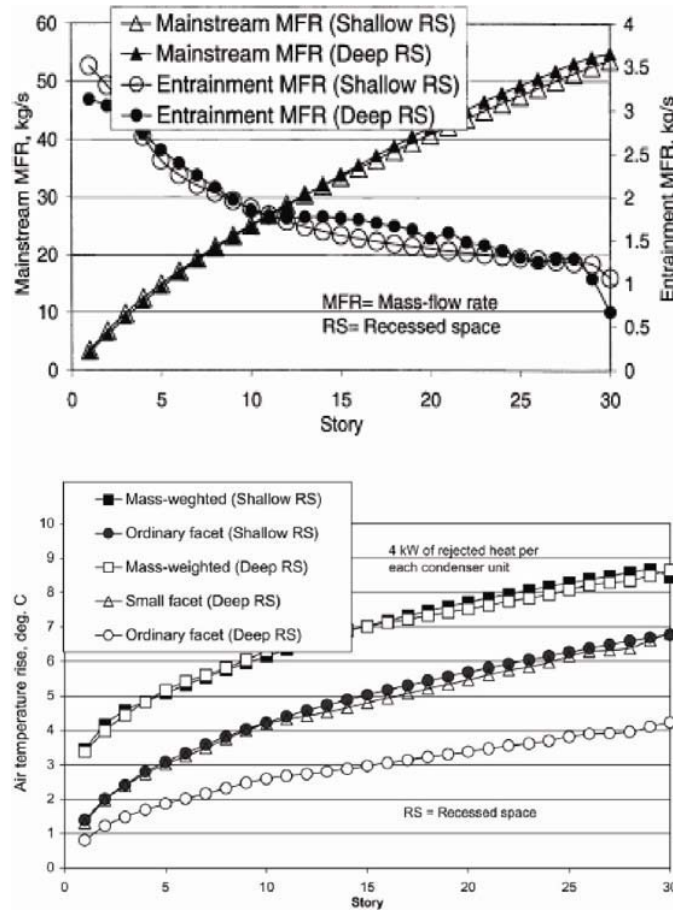 60
50
40
30
20
10
0
Mainstream MFR, kg/s
Mainstream MFR (Shallow RS)
Mainstream MFR (Deep RS)
Entrainment MFR (Shallow RS)
Entrainment MFR (Deep RS)
4
3.5
3
2.5
2
1.5
1
0.5
0
Entrainment MFR, kg/s
MFR= Mass-flow rate
RS= Recessed space
0 5 10 15 20 25 30
Story
Mass-weghted (Shallow RS)
Ordinary facet (Shallow RS)
Mass-weighted (Deep RS)
Small facet (Deep RS)
Ordinary facet (Deep RS)
4 kW of rejected heat per
each condenser unit
10
9
8
7
6
5
4
3
2
1
0
Air temperature rise, deg. C
RS = Recessed space
0 5 10 15 20 25 30
Story